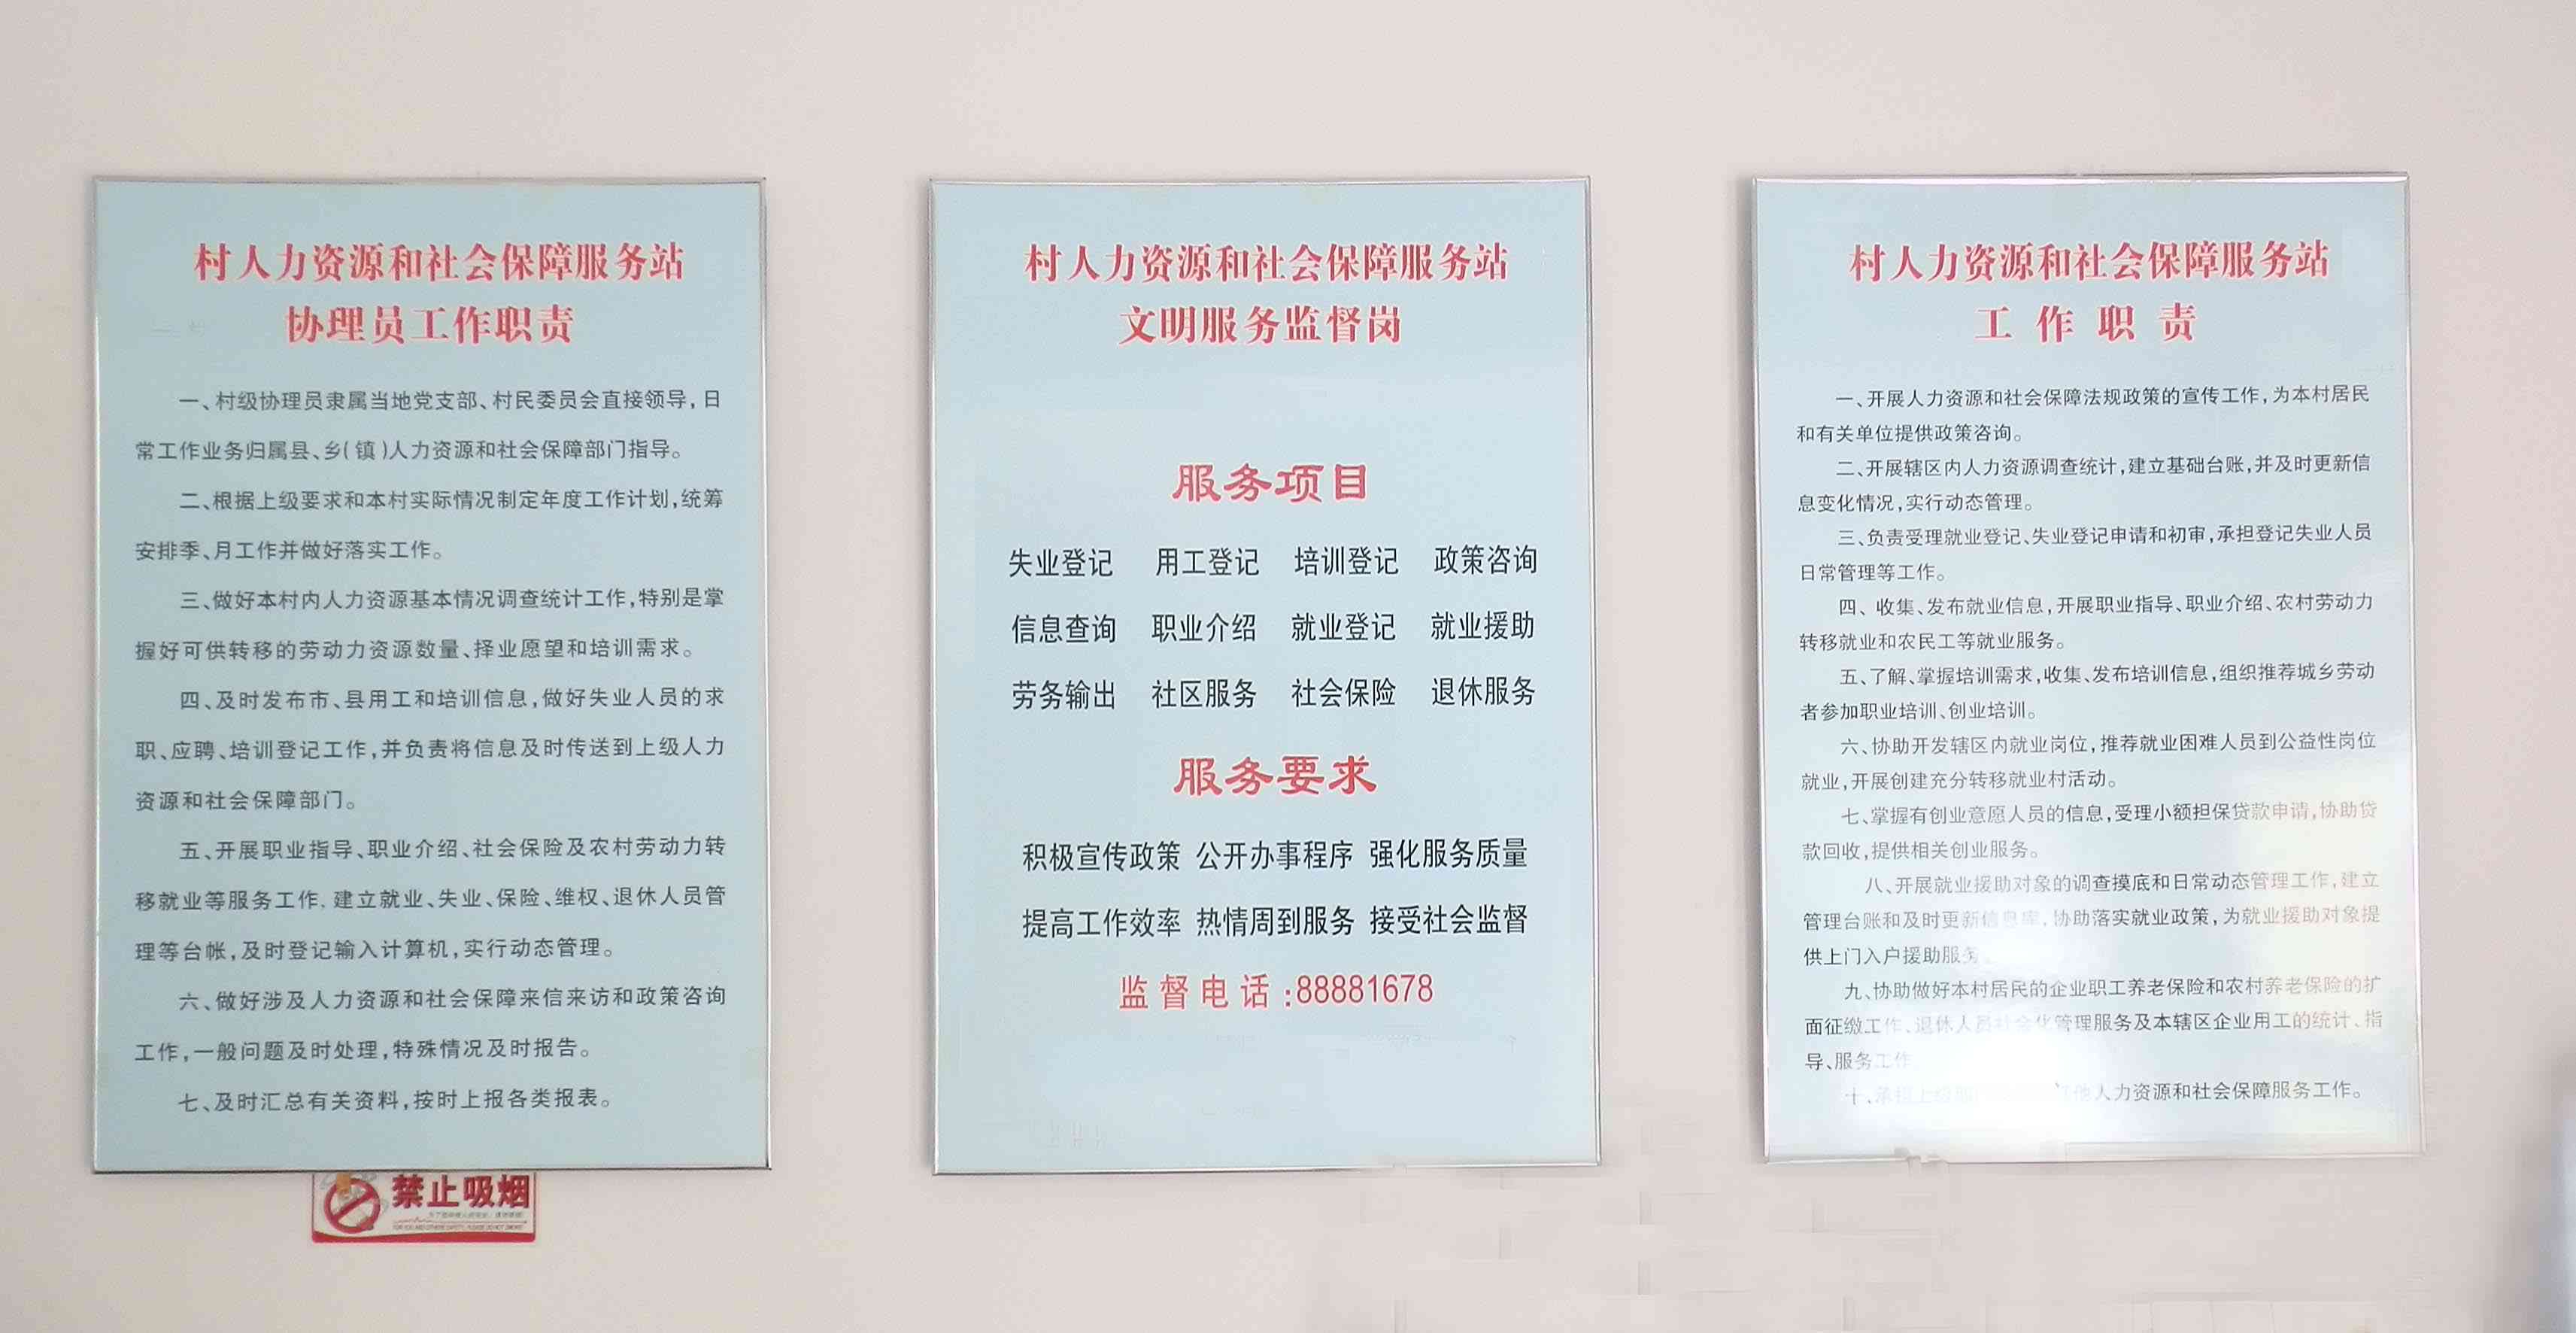 村人力资源和社会保障服务站
协理员工作职责
一、村级协理员隶属当地党支部、村民委员会直接领导,日
常工作业务归属县、乡(镇)人力资源和社会保障部门指导。
二、根据上级要求和本村实际情况制定年度工作计划,统筹
安排季、月工作并做好落实工作。
三、做好本村内人力资源基本情况调查统计工作,特别是掌
握好可供转移的劳动力资源数量、择业愿望和培训需求。
四、及时发布市、县用工和培训信息,做好失业人员的求
职、应聘、培训登记工作,并负责将信息及时传送到上级人力
资源和社会保障部门。
五、开展职业指导、职业介绍、社会保险及农村劳动力转
移就业等服务工作,建立就业、失业、保险、维权、退休人员管
理等台帐,及时登记输入计算机,实行动态管理。
六、做好涉及人力资源和社会保障来信来访和政策咨询
工作,一般问题及时处理,特殊情况及时报告。
七、及时汇总有关资料,按时上报各类报表。
禁止吸烟
村人力资源和社会保障服务站
文明服务监督岗
服务项目
失业登记 用工登记 培训登记 政策咨询
信息查询 职业介绍 就业登记 就业援助
劳务输出 社区服务 社会保险 退休服务
服务要求
积极宣传政策 公开办事程序 强化服务质量
提高工作效率 热情周到服务 接受社会监督
监督电话:88881678
村人力资源和社会保障服务站
工作职责
一、开展人力资源和社会保障法规政策的宣传工作,为本村居民
和有关单位提供政策咨询。
二、开展辖区内人力资源调查统计,建立基础台账,并及时更新信
息变化情况,实行动态管理。
三、负责受理就业登记、失业登记申请和初审,承担登记失业人员
日常管理等工作。
四、收集、发布就业信息,开展职业指导、职业介绍、农村劳动力
转移就业和农民工等就业服务。
五、了解、掌握培训需求,收集、发布培训信息,组织推荐城乡劳动
者参加职业培训、创业培训。
六、协助开发辖区内就业岗位,推荐就业困难人员到公益性岗位
就业,开展创建充分转移就业村活动。
七、掌握有创业意愿人员的信息,受理小额担保贷款申请,协助贷
款回收,提供相关创业服务。
八、开展就业援助对象的调查摸底和日常动态管理工作,建立
管理台账和及时更新信息库,协助落实就业政策,为就业援助对象提
供上门入户援助服务
九、协助做好本村居民的企业职工养老保险和农村养老保险的扩
面征缴工作、退休人员社会化管理服务及本辖区企业用工的统计、指
导、服务工作
十、承担上级 他人力资源和社会保障服务工作。